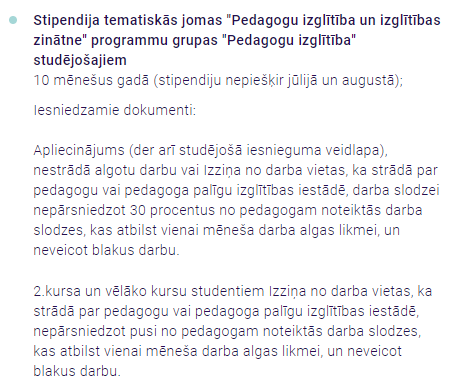 Stipendija tematiskās jomas "Pedagogu izglītība un izglītības
zinātne" programmu grupas "Pedagogu izglītība"
studējošajiem
10 mēnešus gadā (stipendiju nepiešķir jūlijā un augustā);
Iesniedzamie dokumenti:
Apliecinājums (der arī studējošā iesnieguma veidlapa),
nestrādā algotu darbu vai Izziņa no darba vietas, ka strādā par
pedagogu vai pedagoga palīgu izglītības iestādē, darba slodzei
nepārsniedzot 30 procentus no pedagogam noteiktās darba
slodzes, kas atbilst vienai mēneša darba algas likmei, un
neveicot blakus darbu.
2.kursa un vēlāko kursu studentiem Izziņa no darba vietas, ka
strādā par pedagogu vai pedagoga palīgu izglītības iestādē,
nepārsniedzot pusi no pedagogam noteiktās darba slodzes,
kas atbilst vienai mēneša darba algas likmei, un neveicot
blakus darbu.